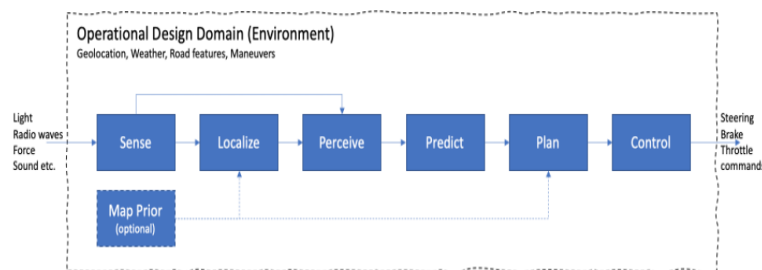 Operational Design Domain (Environment)
Geolocation, Weather, Road features, Maneuvers
Light
Radio waves
Force
Sound etc.
Sense
Localize
Perceive
Predict
Plan
Control
Steering
Brake
Throttle
command
Map Prior
(optional)